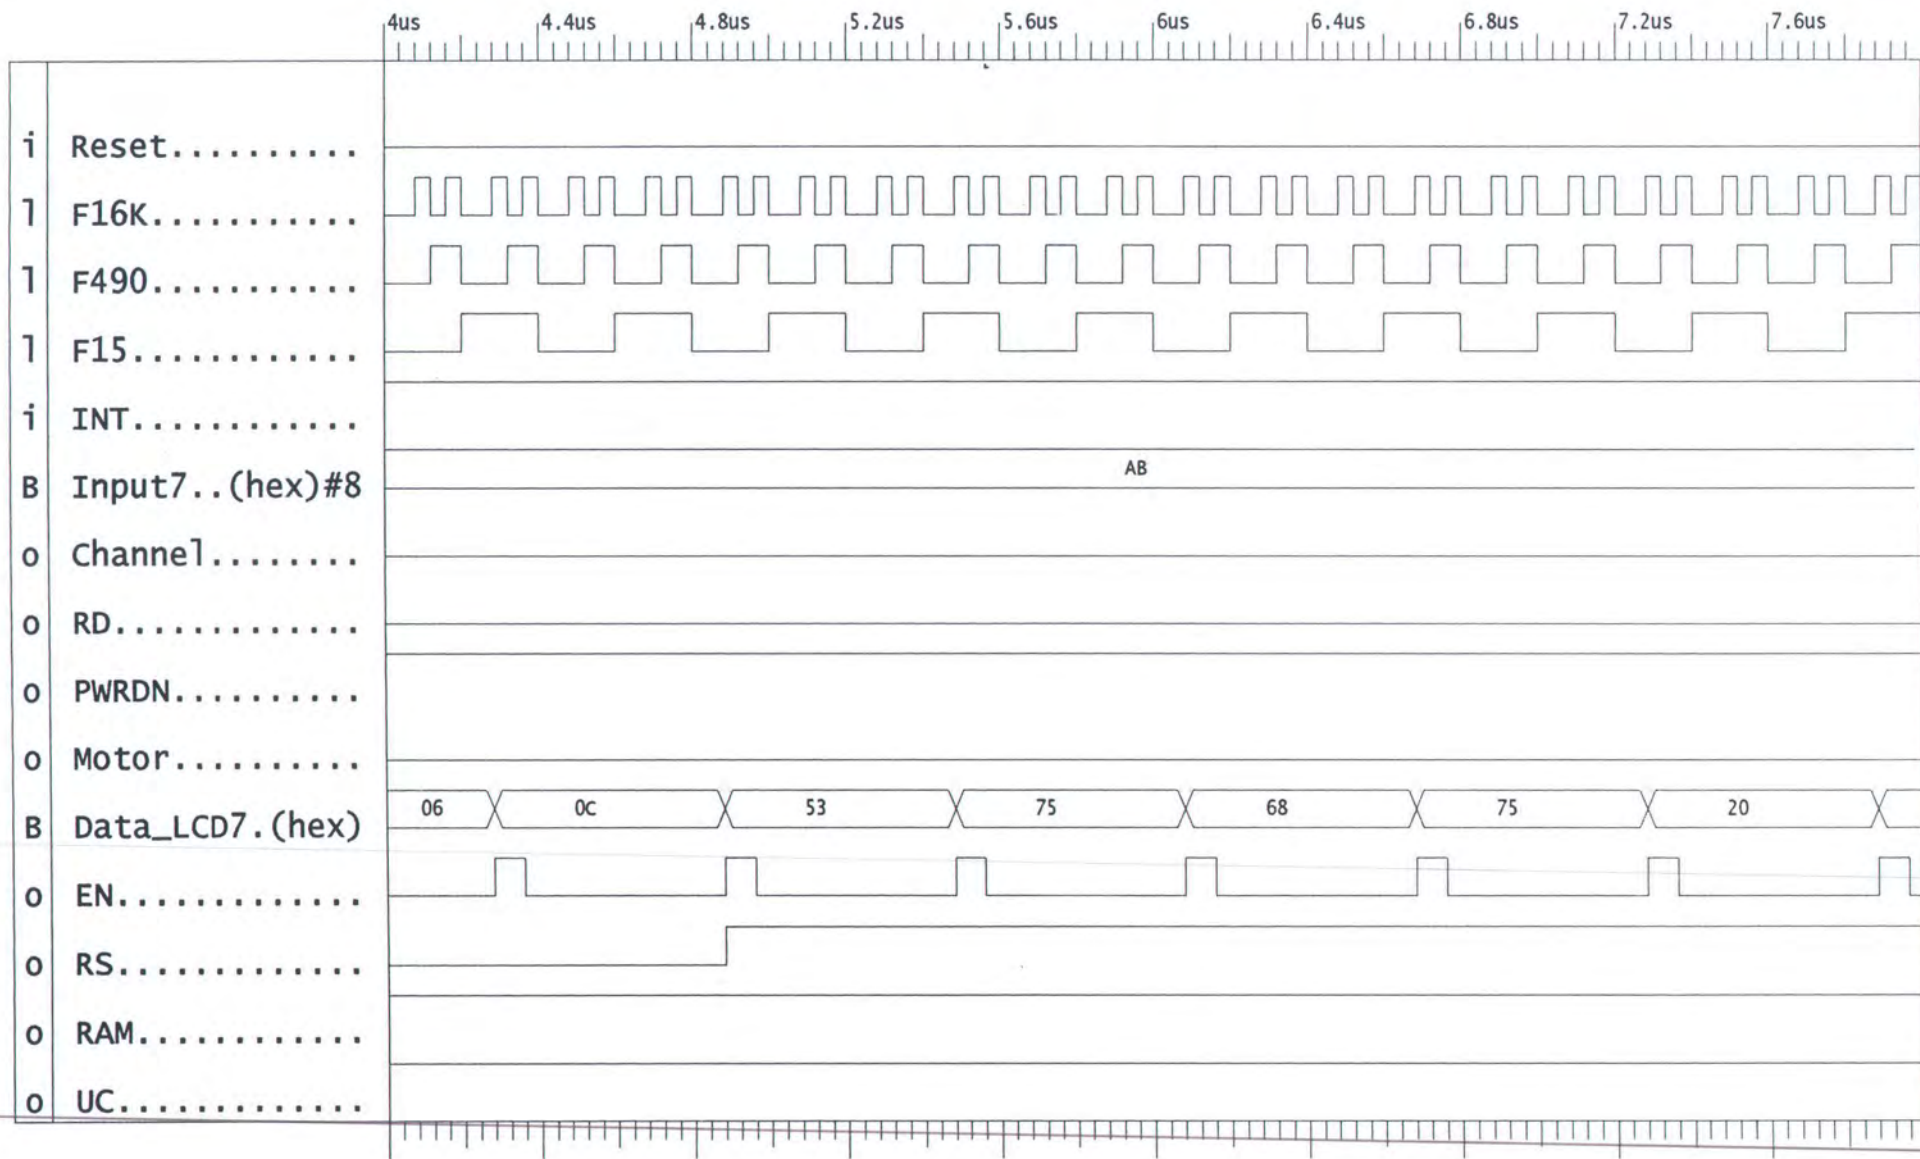 4us 4.4us 4.8us 5.2us 5.6us 6us 6.4us 6.8us 7.2us 7.6us
i Reset..........
l F16K...........
l F490...........
l F15............
i INT............
B Input7..(hex)#8 AB
o Channel........
o RD.............
o PWRDN..........
o Motor..........
B Data_LCD7.(hex) 06 0C 53 75 68 75 20
o EN.............
o RS.............
o RAM............
o UC.............